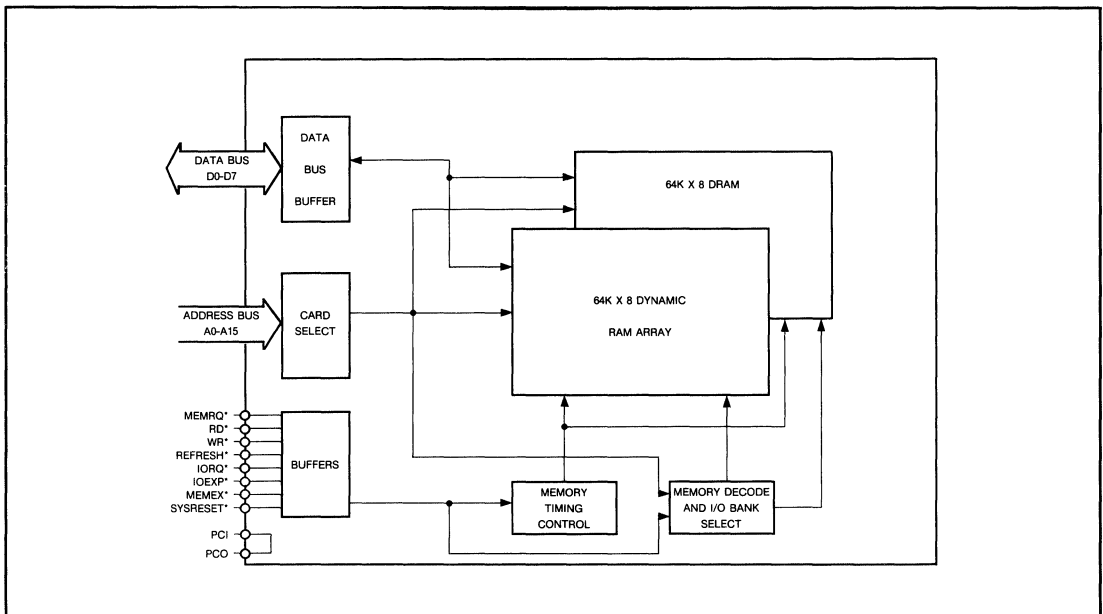 DATA
BUS
BUFFER
DATA BUS
D0-D7
64K X 8 DRAM
64K X 8 DYNAMIC
RAM ARRAY
CARD
SELECT
ADDRESS BUS
A0-A15
MEMRQ*
RD*
WR*
REFRESH*
IORQ*
IOEXP*
MEMEX*
SYSRESET*
PCI
PCO
BUFFERS
MEMORY
TIMING
CONTROL
MEMORY DECODE
AND I/O BANK
SELECT